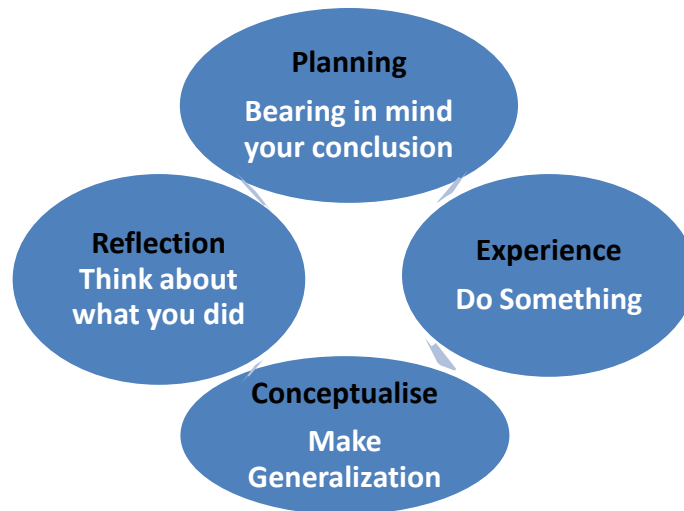 Planning
Bearing in mind
your conclusion
Reflection
Think about
what you did
Experience
Do Something
Conceptualise
Make
Generalization